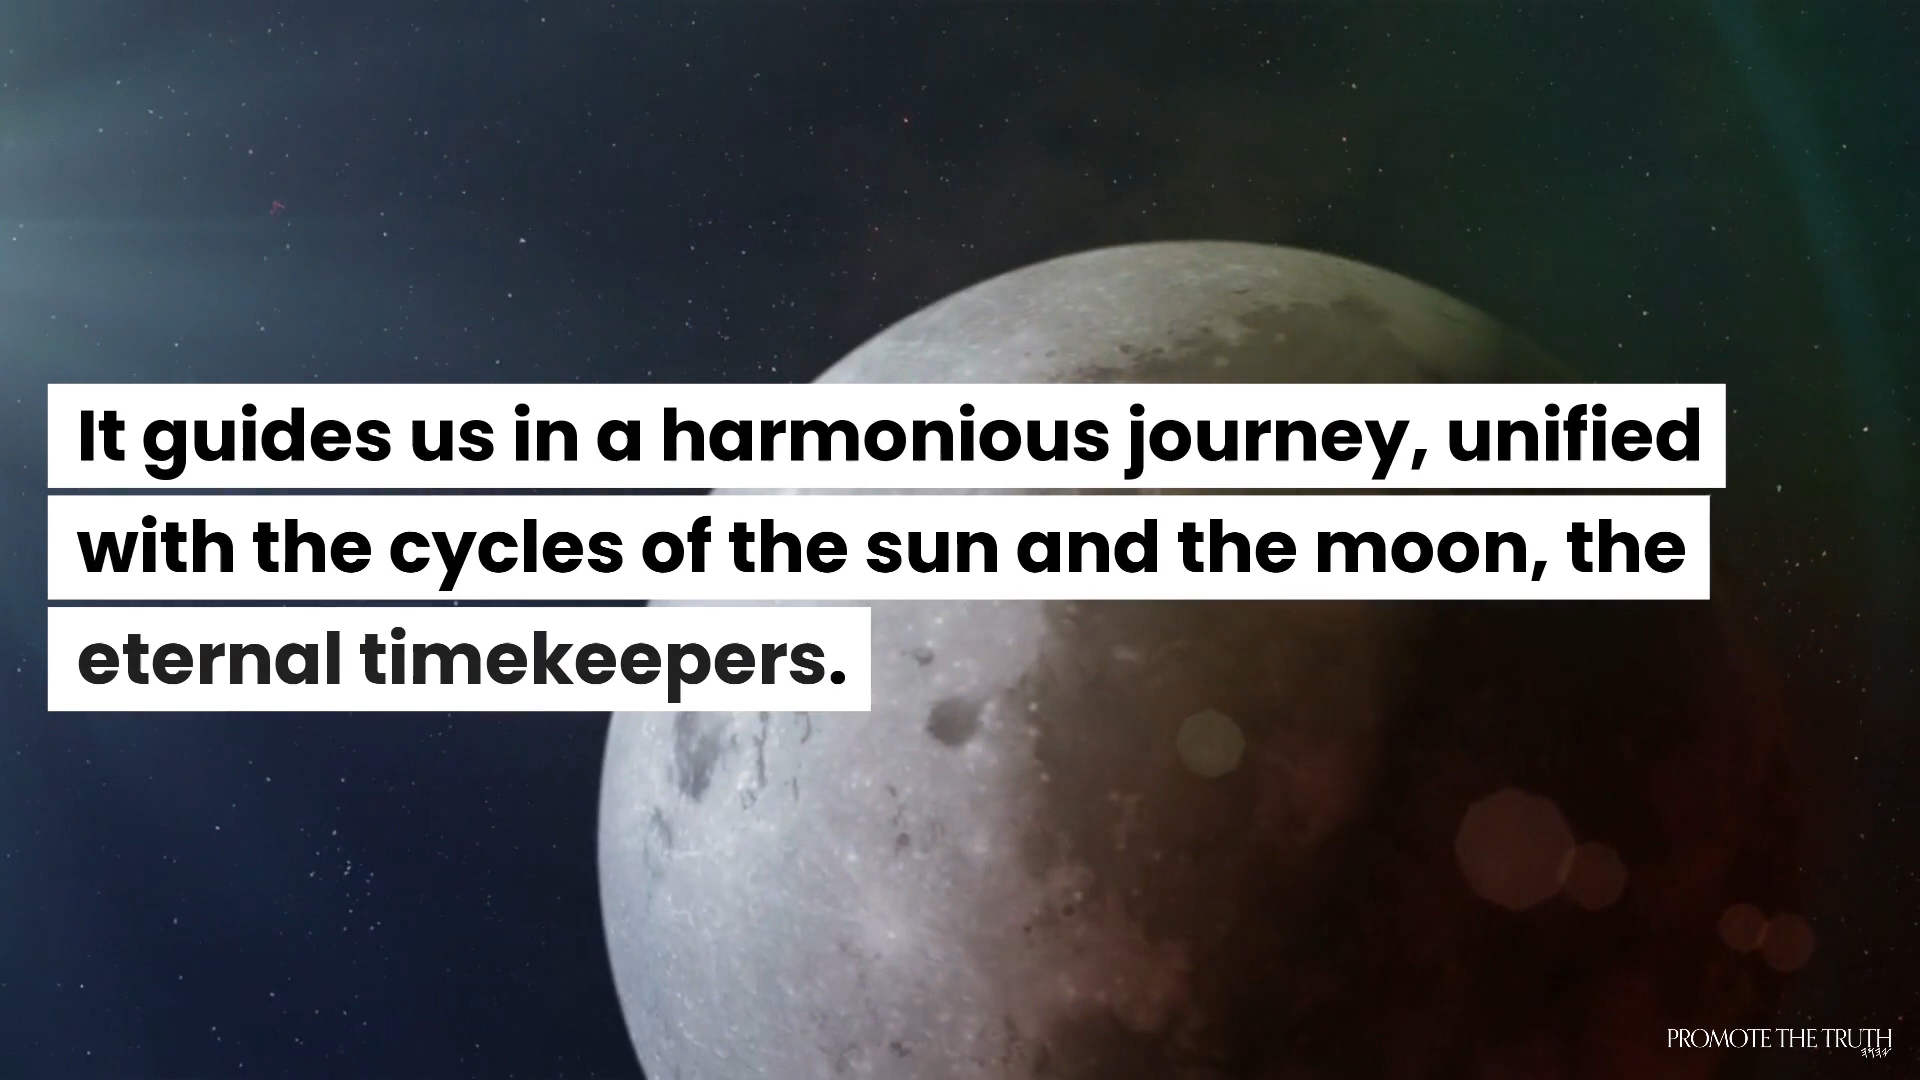 It guides us in a harmonious journey, unified
with the cycles of the sun and the moon, the
eternal timekeepers.
PROMOTE THE TRUTH